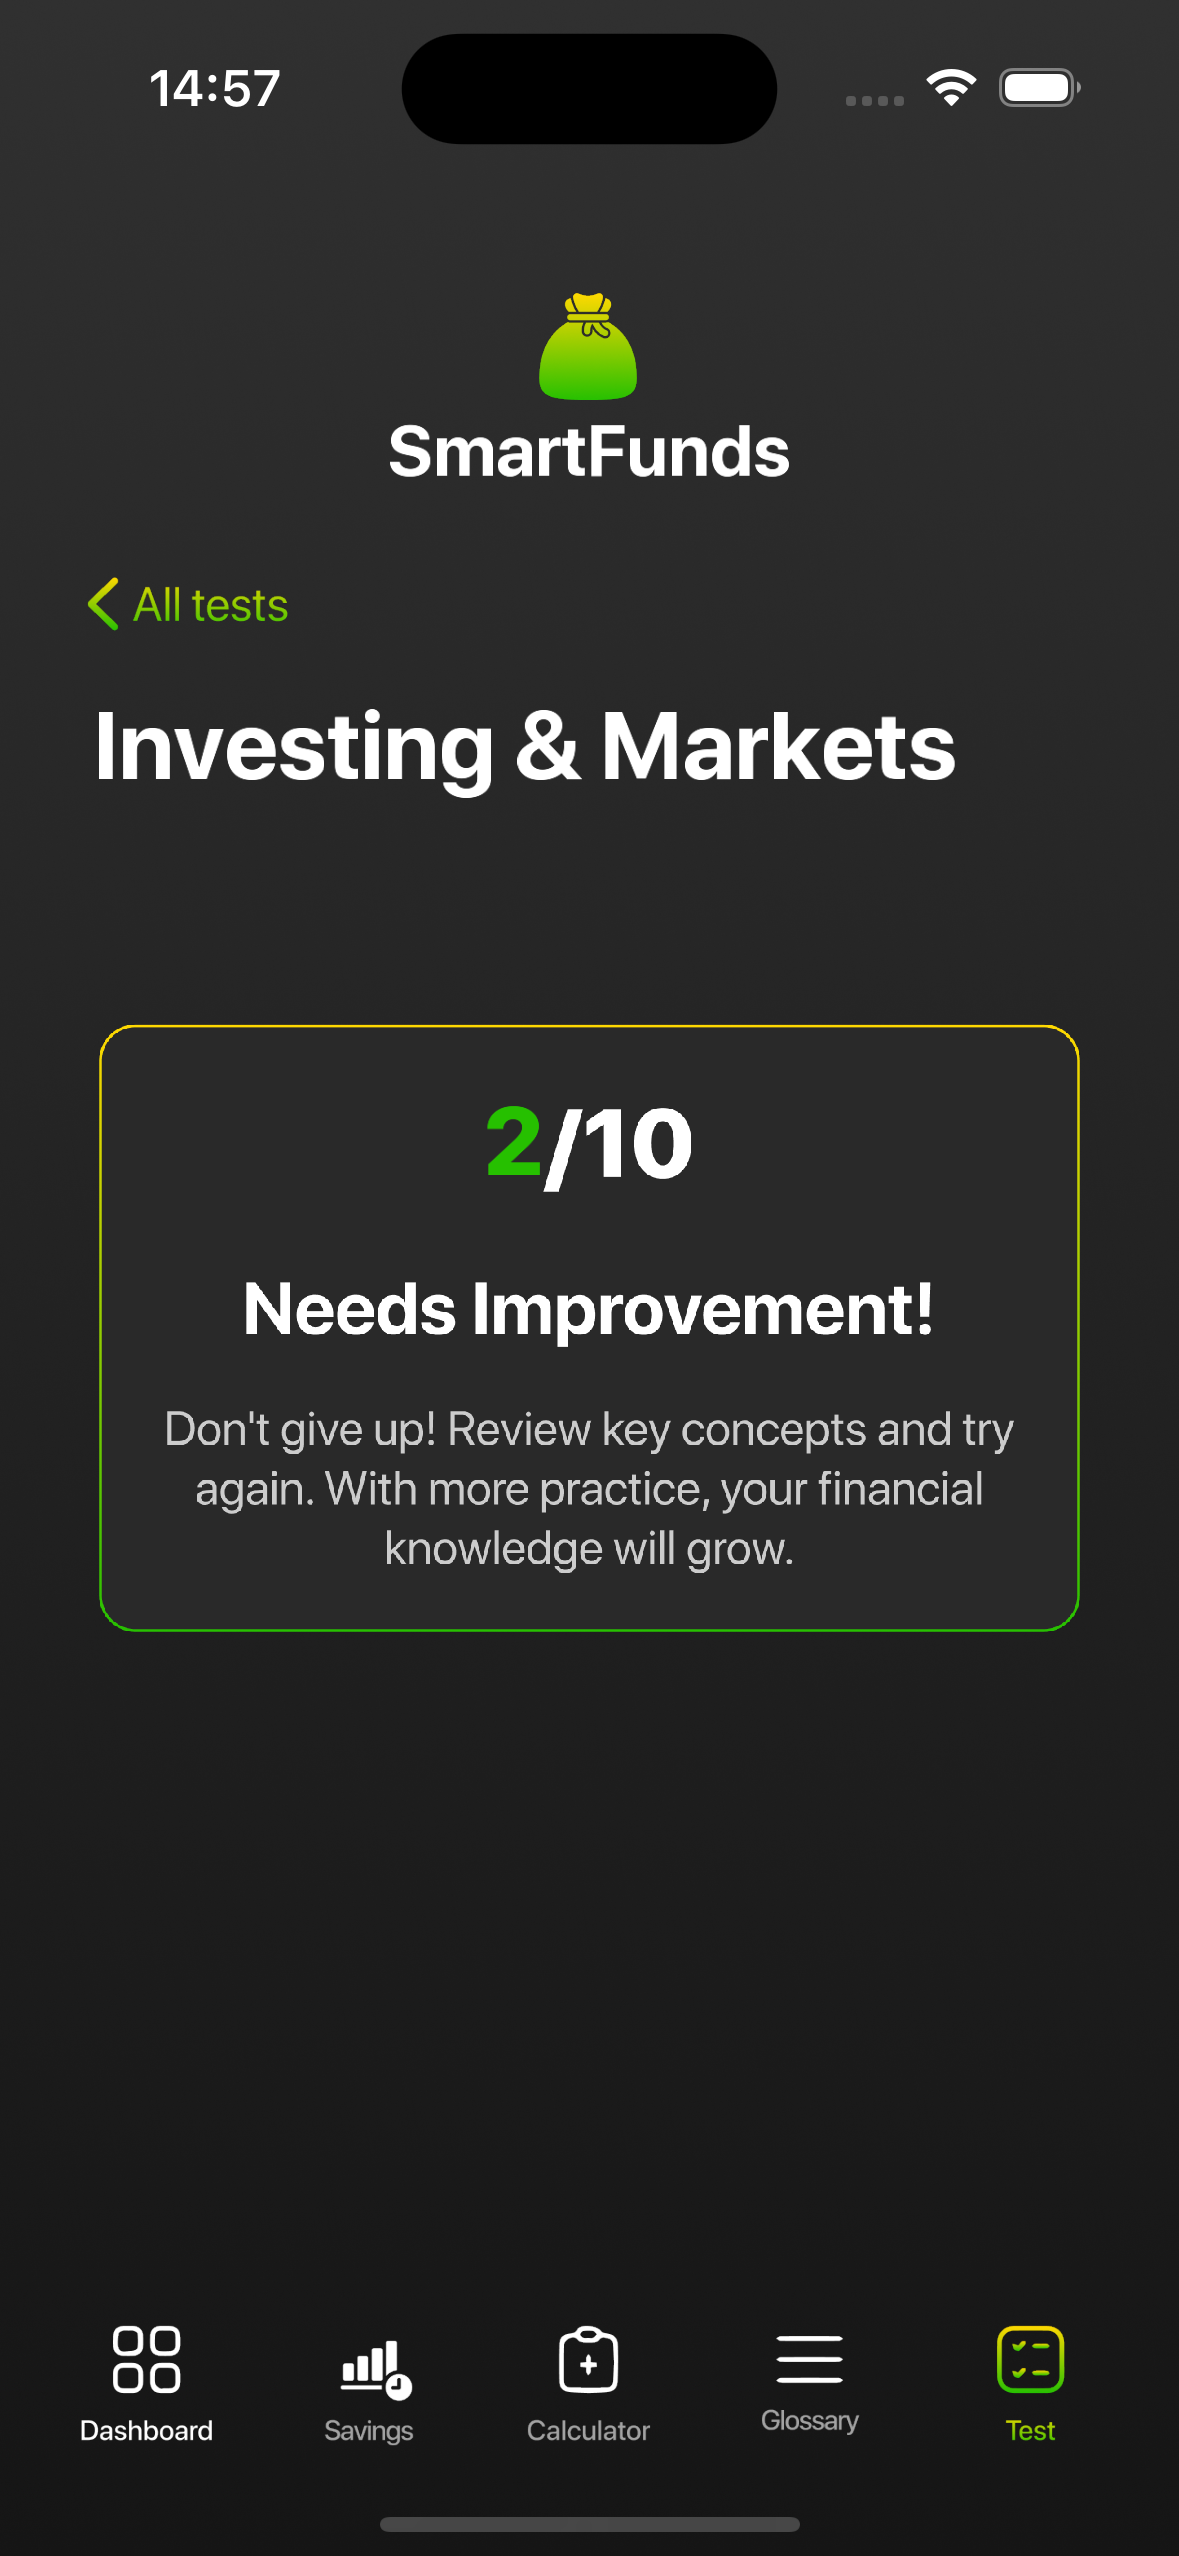 14:57
SmartFunds
All tests
Investing & Markets
2/10
Needs Improvement!
Don't give up! Review key concepts and try
again. With more practice, your financial
knowledge will grow.
Dashboard
Savings
Calculator
Glossary
Test